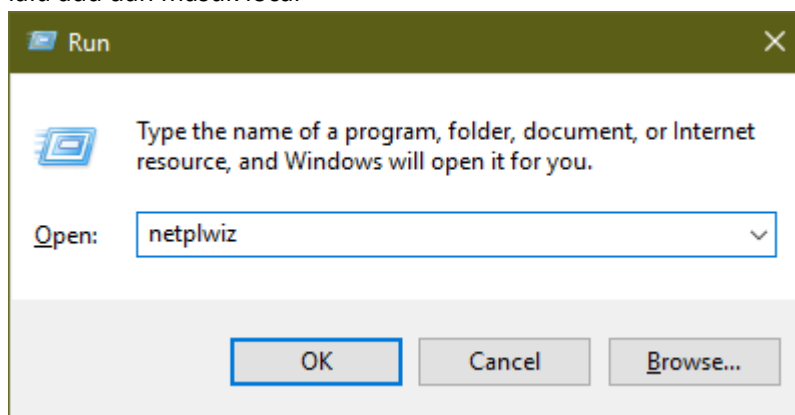 Run
Type the name of a program, folder, document, or Internet
resource, and Windows will open it for you.
Open: netplwiz
OK Cancel Browse...